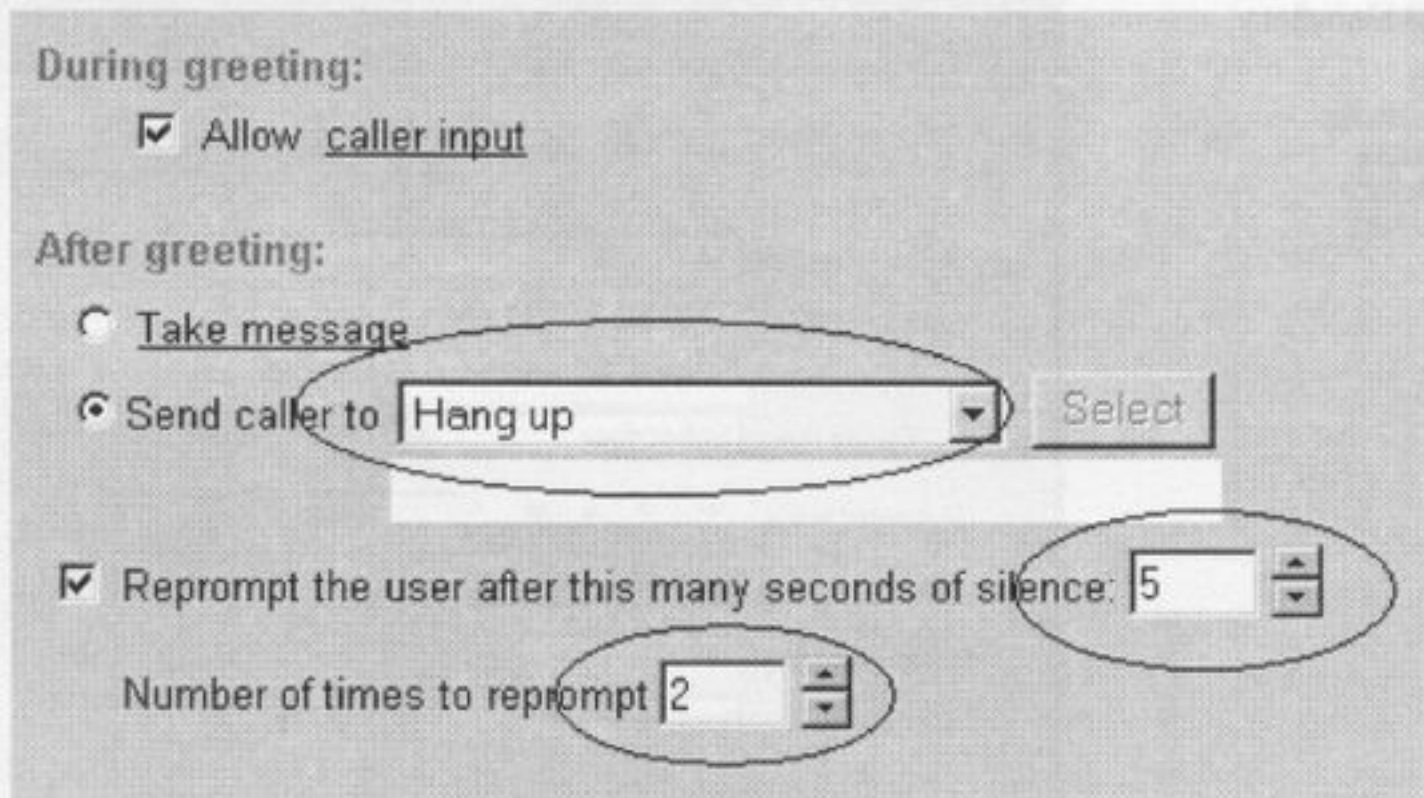 During greeting:
Allow caller input
After greeting:
Take message
Send caller to Hang up Select
Reprompt the user after this many seconds of silence: 5
Number of times to reprompt 2